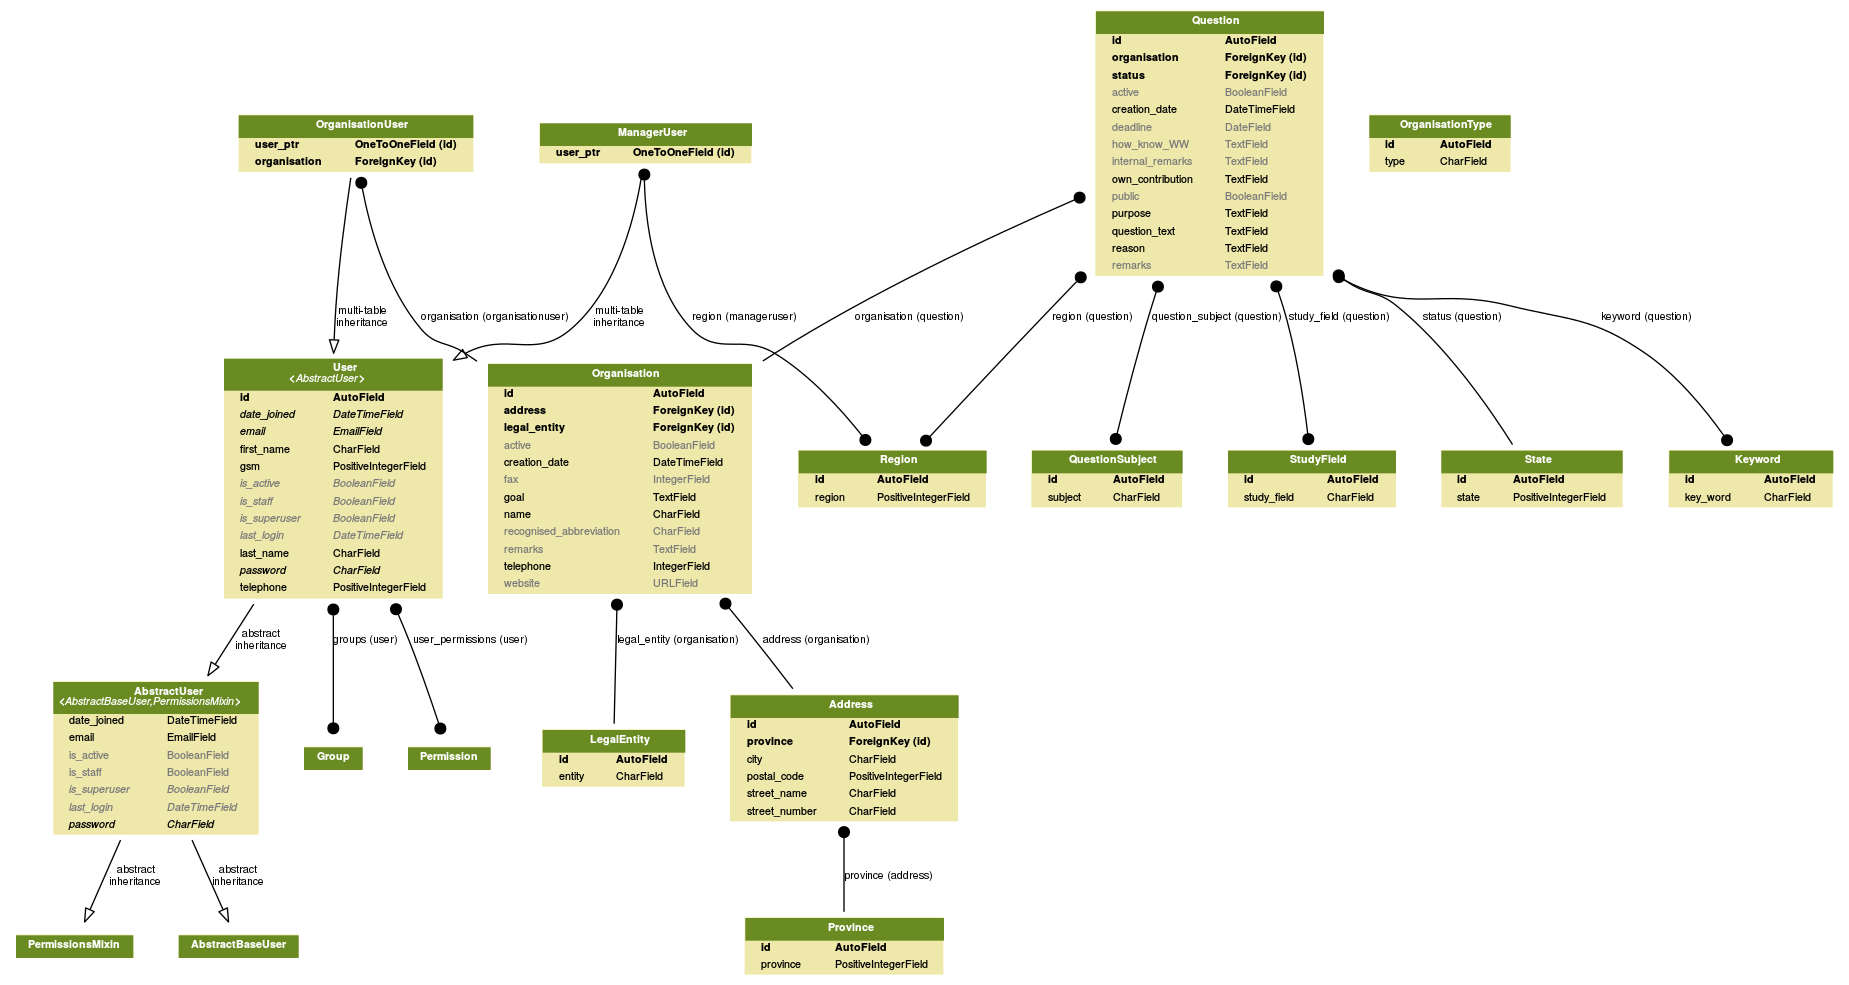 Question
id AutoField
organisation ForeignKey (id)
status ForeignKey (id)
active BooleanField
creation_date DateTimeField
deadline DateField
how_know_WW TextField
internal_remarks TextField
own_contribution TextField
public BooleanField
purpose TextField
question_text TextField
reason TextField
remarks TextField
OrganisationUser
user_ptr OneToOneField (id)
organisation ForeignKey (id)
ManagerUser
user_ptr OneToOneField (id)
OrganisationType
id AutoField
type CharField
multi-table
inheritance
organisation (organisationuser)
multi-table
inheritance
region (manageruser)
organisation (question)
region (question)
question_subject (question)
study_field (question)
status (question)
keyword (question)
User
<AbstractUser>
id AutoField
date_joined DateTimeField
email EmailField
first_name CharField
gsm PositiveIntegerField
is_active BooleanField
is_staff BooleanField
is_superuser BooleanField
last_login DateTimeField
last_name CharField
password CharField
telephone PositiveIntegerField
Organisation
id AutoField
address ForeignKey (id)
legal_entity ForeignKey (id)
active BooleanField
creation_date DateTimeField
fax IntegerField
goal TextField
name CharField
recognised_abbreviation CharField
remarks TextField
telephone IntegerField
website URLField
Region
id AutoField
region PositiveIntegerField
QuestionSubject
id AutoField
subject CharField
StudyField
id AutoField
study_field CharField
State
id AutoField
state PositiveIntegerField
Keyword
id AutoField
key_word CharField
abstract
inheritance
groups (user)
user_permissions (user)
legal_entity (organisation)
address (organisation)
AbstractUser
<AbstractBaseUser,PermissionsMixin>
date_joined DateTimeField
email EmailField
is_active BooleanField
is_staff BooleanField
is_superuser BooleanField
last_login DateTimeField
password CharField
Group
Permission
LegalEntity
id AutoField
entity CharField
Address
id AutoField
province ForeignKey (id)
city CharField
postal_code PositiveIntegerField
street_name CharField
street_number CharField
abstract
inheritance
abstract
inheritance
province (address)
PermissionsMixin
AbstractBaseUser
Province
id AutoField
province PositiveIntegerField